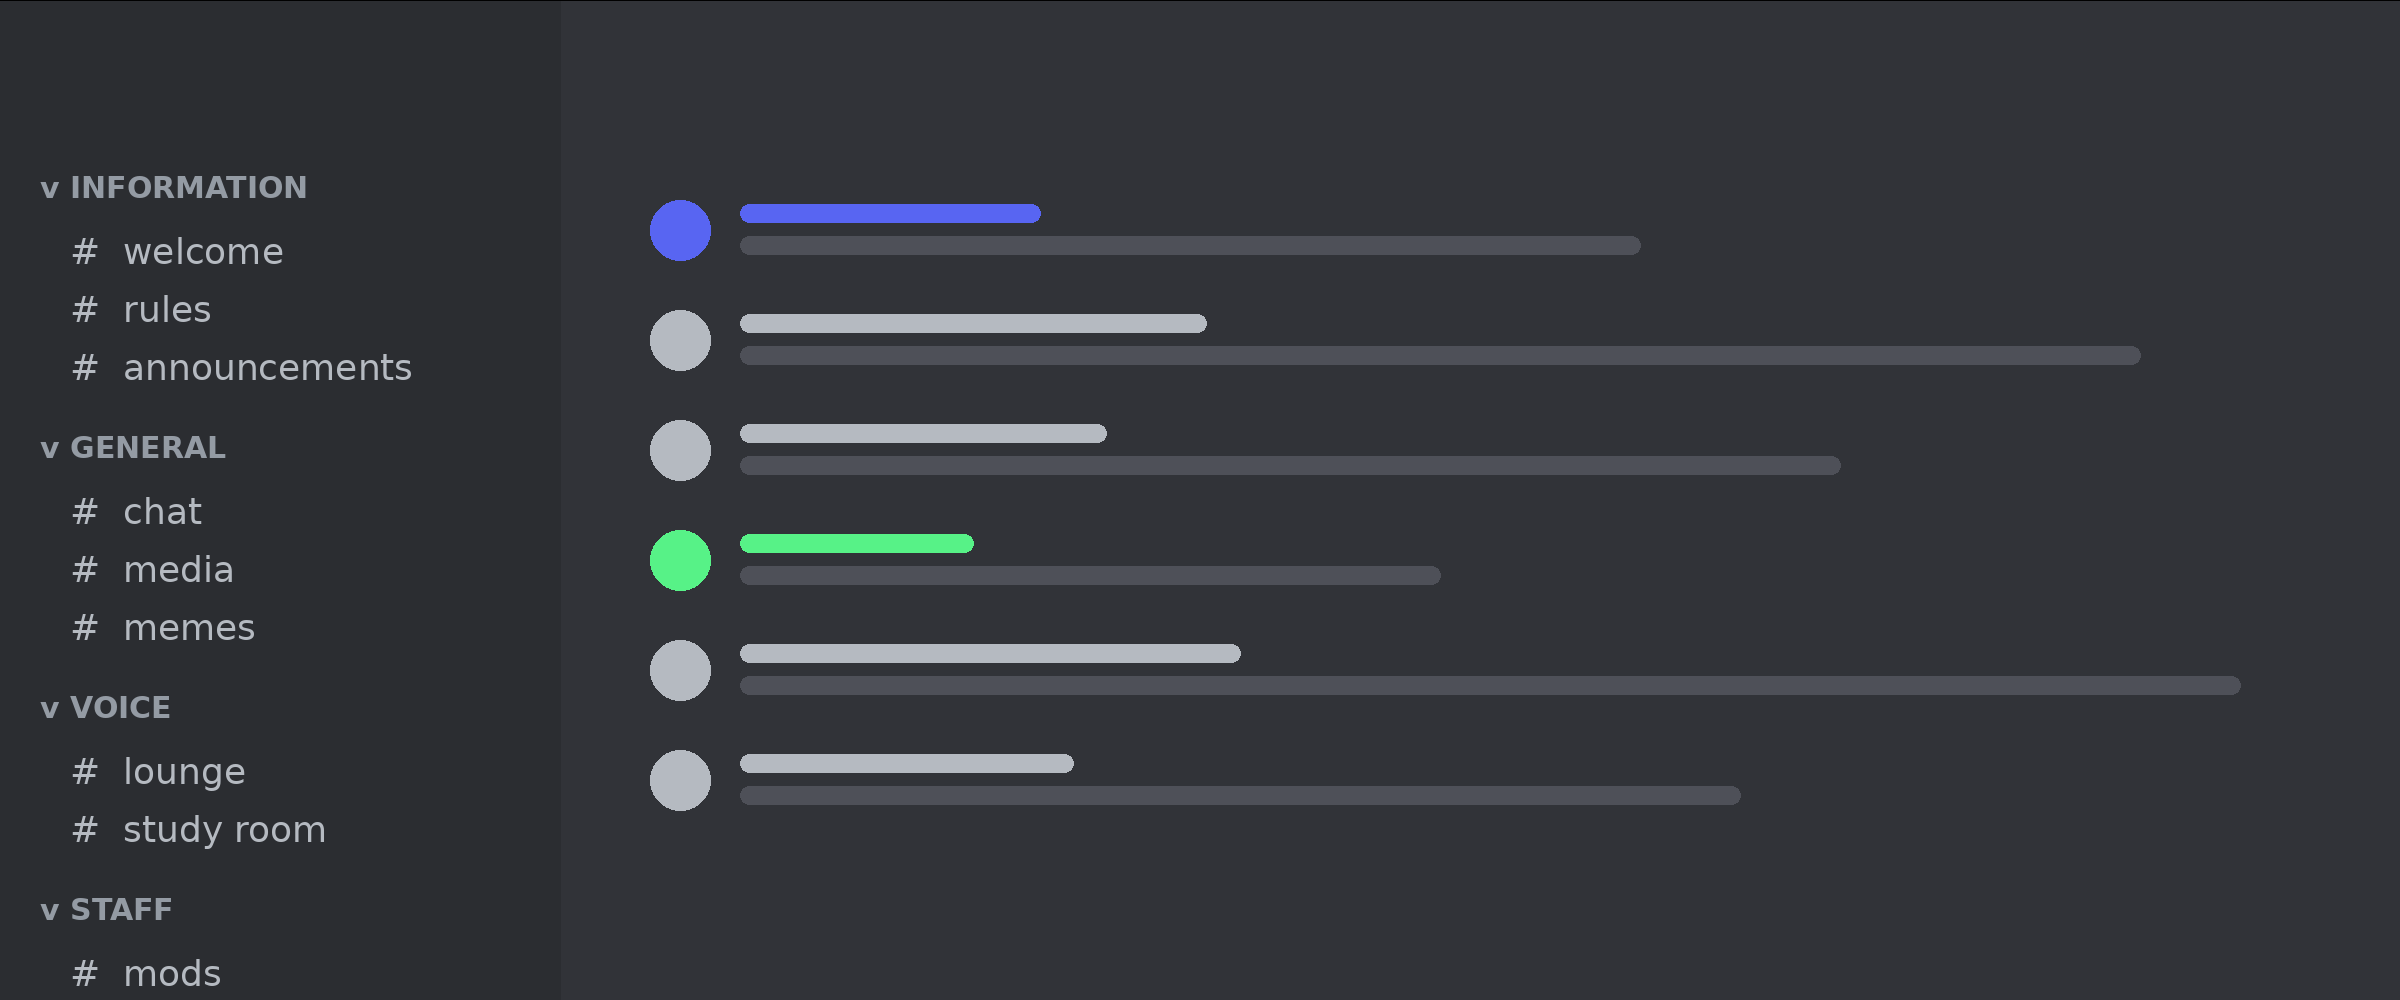 v INFORMATION
# welcome
# rules
# announcements
v GENERAL
# chat
# media
# memes
v VOICE
# lounge
# study room
v STAFF
# mods